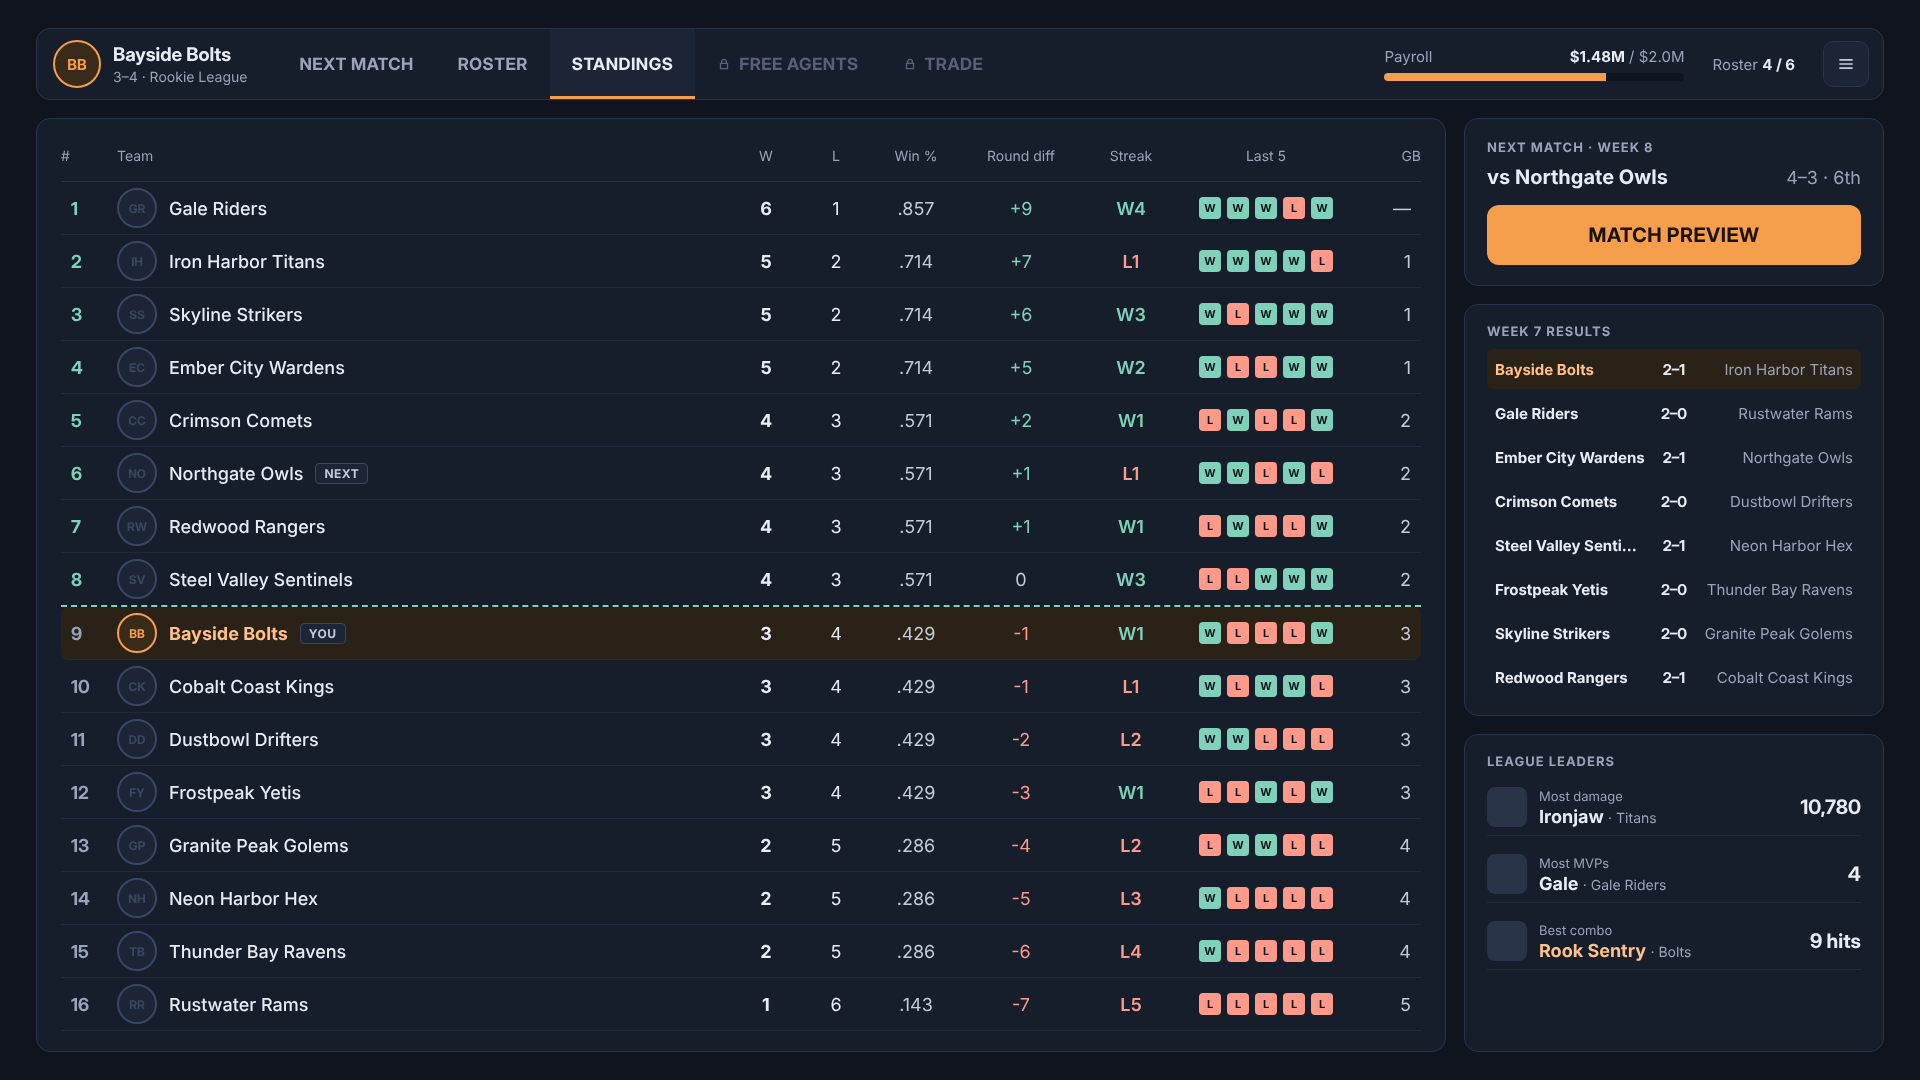 BB Bayside Bolts
3–4 · Rookie League
NEXT MATCH ROSTER STANDINGS FREE AGENTS TRADE
Payroll $1.48M / $2.0M
Roster 4 / 6
# Team W L Win % Round diff Streak Last 5 GB
1 GR Gale Riders 6 1 .857 +9 W4 W W W L W —
2 IH Iron Harbor Titans 5 2 .714 +7 L1 W W W W L 1
3 SS Skyline Strikers 5 2 .714 +6 W3 W L W W W 1
4 EC Ember City Wardens 5 2 .714 +5 W2 W L L W W 1
5 CC Crimson Comets 4 3 .571 +2 W1 L W L L W 2
6 NO Northgate Owls NEXT 4 3 .571 +1 L1 W W L W L 2
7 RW Redwood Rangers 4 3 .571 +1 W1 L W L L W 2
8 SV Steel Valley Sentinels 4 3 .571 0 W3 L L W W W 2
9 BB Bayside Bolts YOU 3 4 .429 -1 W1 W L L L W 3
10 CK Cobalt Coast Kings 3 4 .429 -1 L1 W L W W L 3
11 DD Dustbowl Drifters 3 4 .429 -2 L2 W W L L L 3
12 FY Frostpeak Yetis 3 4 .429 -3 W1 L L W L W 3
13 GP Granite Peak Golems 2 5 .286 -4 L2 L W W L L 4
14 NH Neon Harbor Hex 2 5 .286 -5 L3 W L L L L 4
15 TB Thunder Bay Ravens 2 5 .286 -6 L4 W L L L L 4
16 RR Rustwater Rams 1 6 .143 -7 L5 L L L L L 5
NEXT MATCH · WEEK 8
vs Northgate Owls 4–3 · 6th
MATCH PREVIEW
WEEK 7 RESULTS
Bayside Bolts 2–1 Iron Harbor Titans
Gale Riders 2–0 Rustwater Rams
Ember City Wardens 2–1 Northgate Owls
Crimson Comets 2–0 Dustbowl Drifters
Steel Valley Senti... 2–1 Neon Harbor Hex
Frostpeak Yetis 2–0 Thunder Bay Ravens
Skyline Strikers 2–0 Granite Peak Golems
Redwood Rangers 2–1 Cobalt Coast Kings
LEAGUE LEADERS
Most damage
Ironjaw · Titans 10,780
Most MVPs
Gale · Gale Riders 4
Best combo
Rook Sentry · Bolts 9 hits